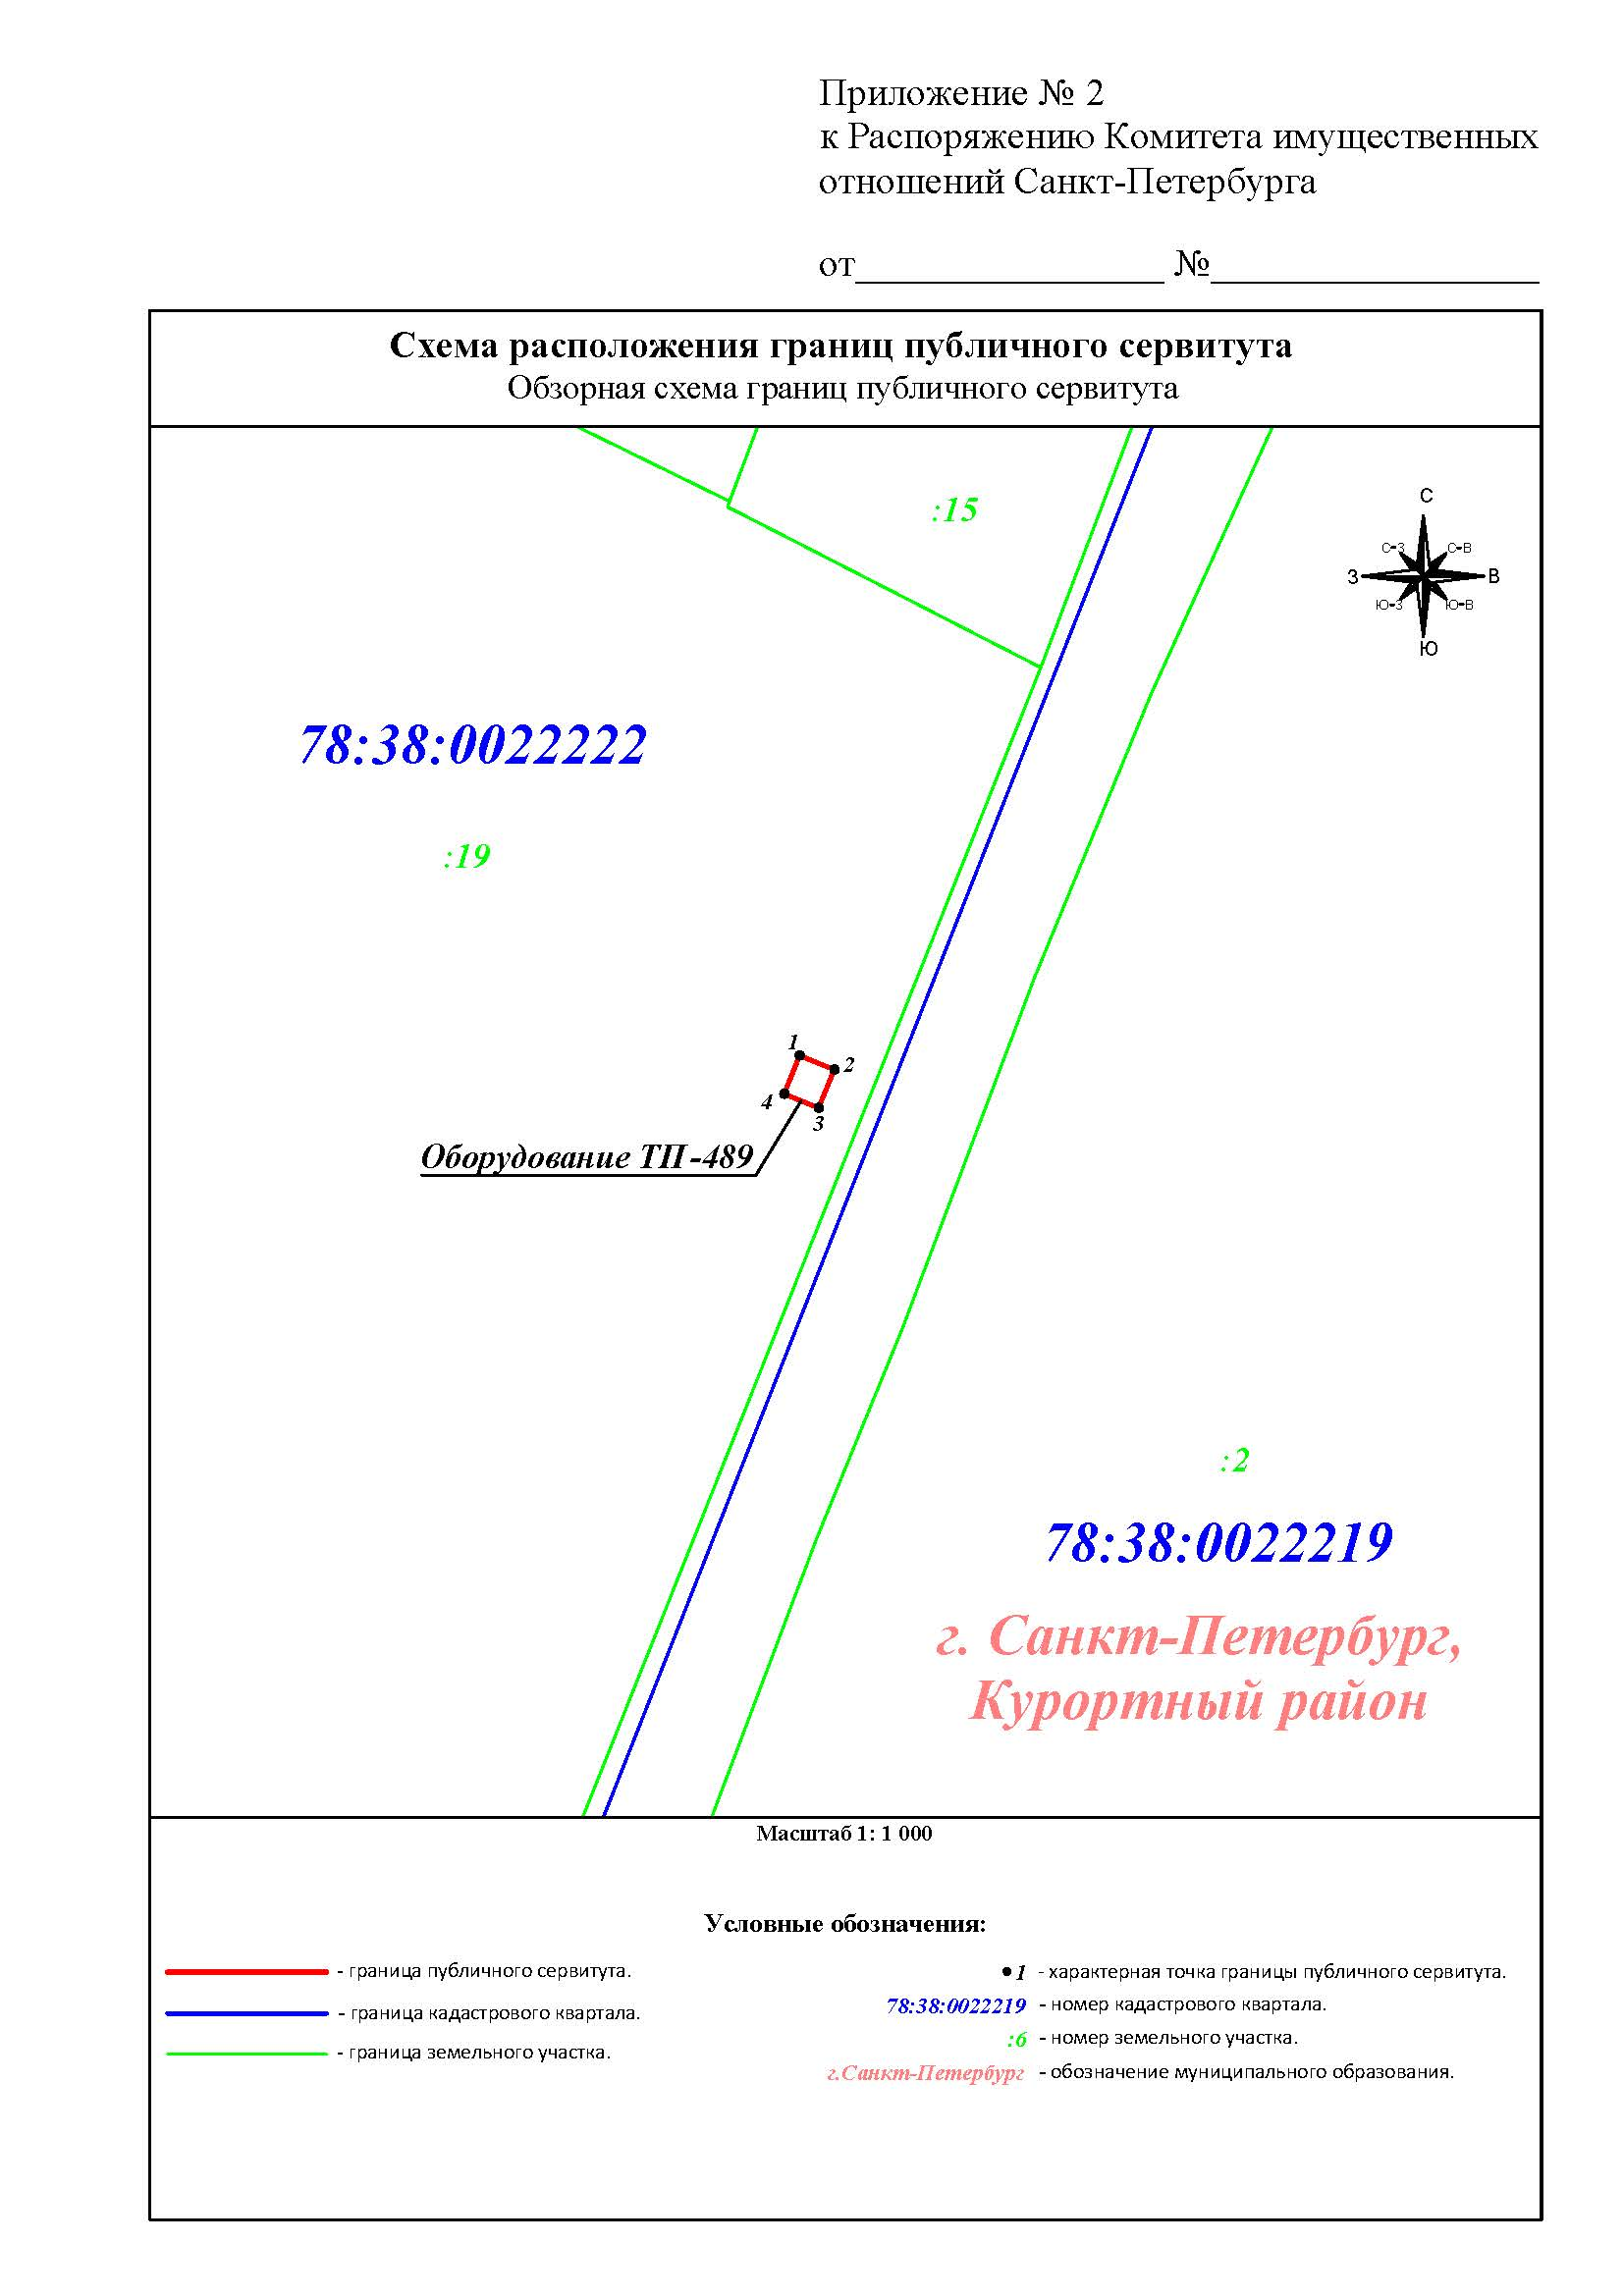 Приложение № 2
к Распоряжению Комитета имущественных
отношений Санкт-Петербурга
от №
Схема расположения границ публичного сервитута
Обзорная схема границ публичного сервитута
:15
С
С-З С-В
З В
Ю-З Ю-В
Ю
78:38:0022222
:19
1
2
4
3
Оборудование ТП-489
:2
78:38:0022219
г. Санкт-Петербург,
Курортный район
Масштаб 1: 1 000
Условные обозначения:
- граница публичного сервитута.
- граница кадастрового квартала.
- граница земельного участка.
1 - характерная точка границы публичного сервитута.
78:38:0022219 - номер кадастрового квартала.
:6 - номер земельного участка.
г.Санкт-Петербург - обозначение муниципального образования.